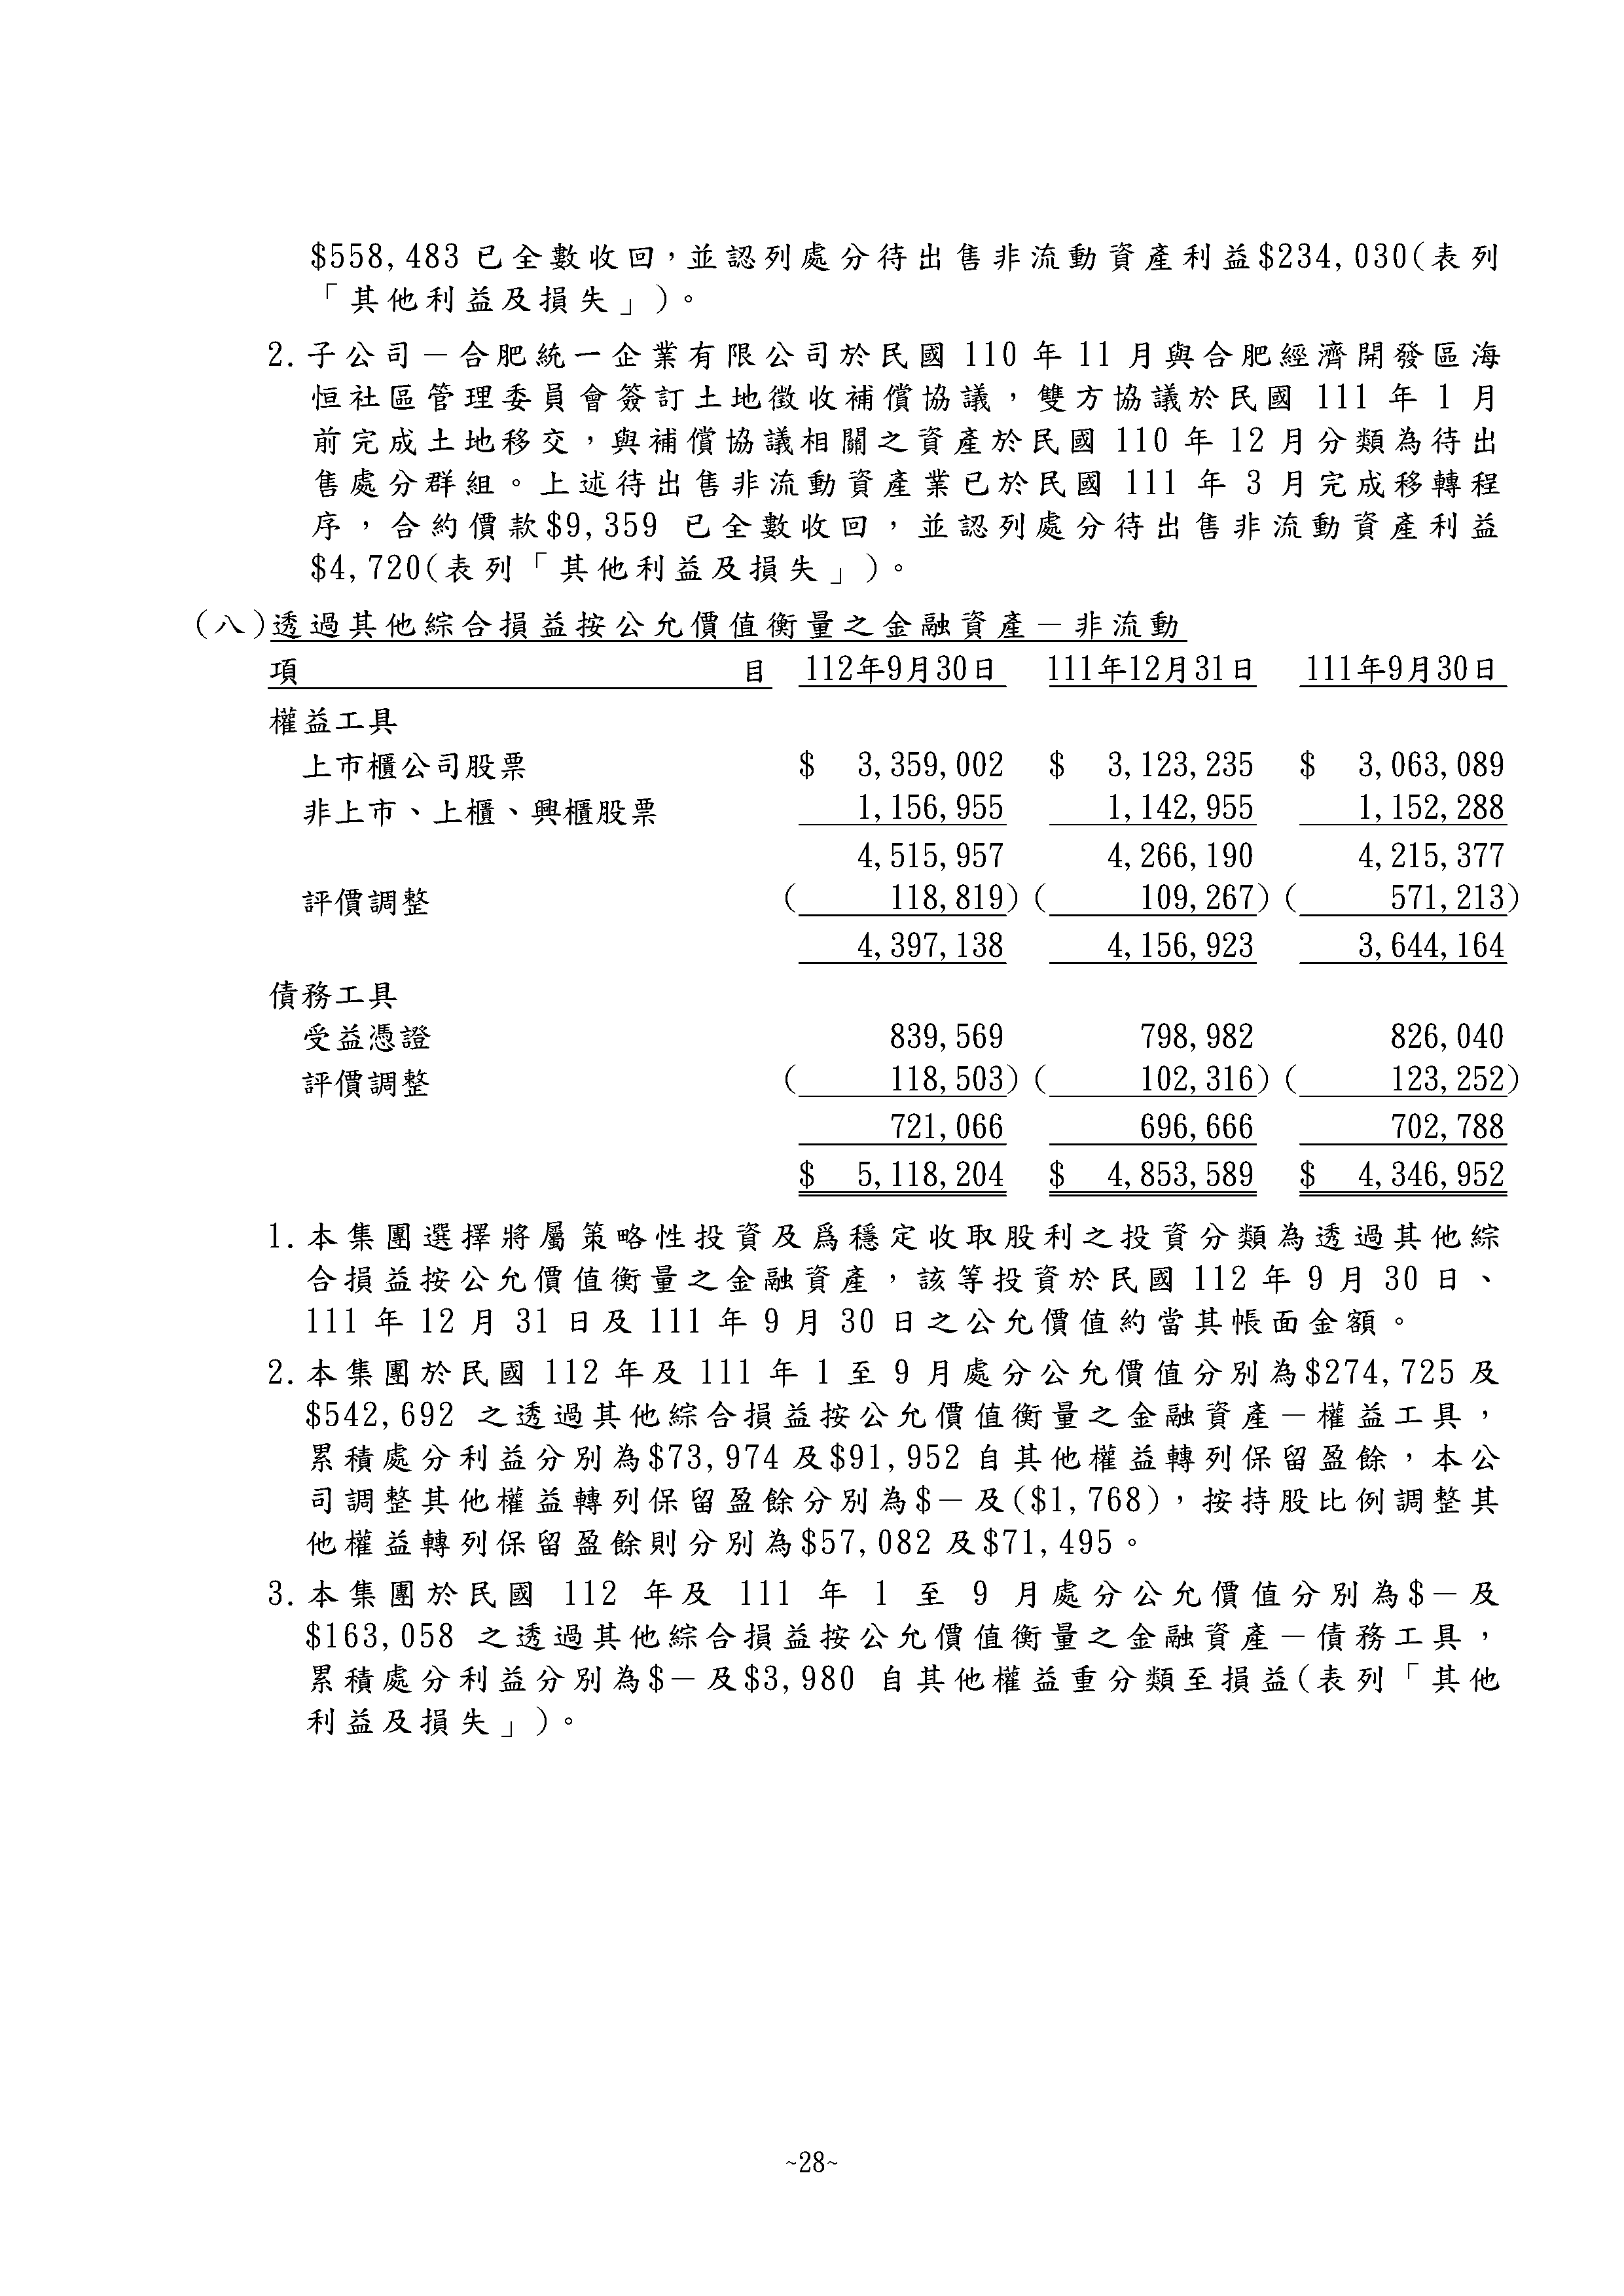 $558,483 已全數收回，並認列處分待出售非流動資產利益$234,030(表列
「其他利益及損失」)。
2.子公司－合肥統一企業有限公司於民國 110 年 11 月與合肥經濟開發區海
恒社區管理委員會簽訂土地徵收補償協議，雙方協議於民國 111 年 1 月
前完成土地移交，與補償協議相關之資產於民國 110 年 12 月分類為待出
售處分群組。上述待出售非流動資產業已於民國 111 年 3 月完成移轉程
序，合約價款$9,359 已全數收回，並認列處分待出售非流動資產利益
$4,720(表列「其他利益及損失」)。
(八)透過其他綜合損益按公允價值衡量之金融資產－非流動
項 目 112年9月30日 111年12月31日 111年9月30日
權益工具
上市櫃公司股票 $ 3,359,002 $ 3,123,235 $ 3,063,089
非上市、上櫃、興櫃股票 1,156,955 1,142,955 1,152,288
4,515,957 4,266,190 4,215,377
評價調整 ( 118,819) ( 109,267) ( 571,213)
4,397,138 4,156,923 3,644,164
債務工具
受益憑證 839,569 798,982 826,040
評價調整 ( 118,503) ( 102,316) ( 123,252)
721,066 696,666 702,788
$ 5,118,204 $ 4,853,589 $ 4,346,952
1.本集團選擇將屬策略性投資及爲穩定收取股利之投資分類為透過其他綜
合損益按公允價值衡量之金融資產，該等投資於民國 112 年 9 月 30 日、
111 年 12 月 31 日及 111 年 9 月 30 日之公允價值約當其帳面金額。
2.本集團於民國 112 年及 111 年 1 至 9 月處分公允價值分別為$274,725 及
$542,692 之透過其他綜合損益按公允價值衡量之金融資產－權益工具，
累積處分利益分別為$73,974 及$91,952 自其他權益轉列保留盈餘，本公
司調整其他權益轉列保留盈餘分別為$－及($1,768)，按持股比例調整其
他權益轉列保留盈餘則分別為$57,082 及$71,495。
3.本集團於民國 112 年及 111 年 1 至 9 月處分公允價值分別為$－及
$163,058 之透過其他綜合損益按公允價值衡量之金融資產－債務工具，
累積處分利益分別為$－及$3,980 自其他權益重分類至損益(表列「其他
利益及損失」)。
~28~